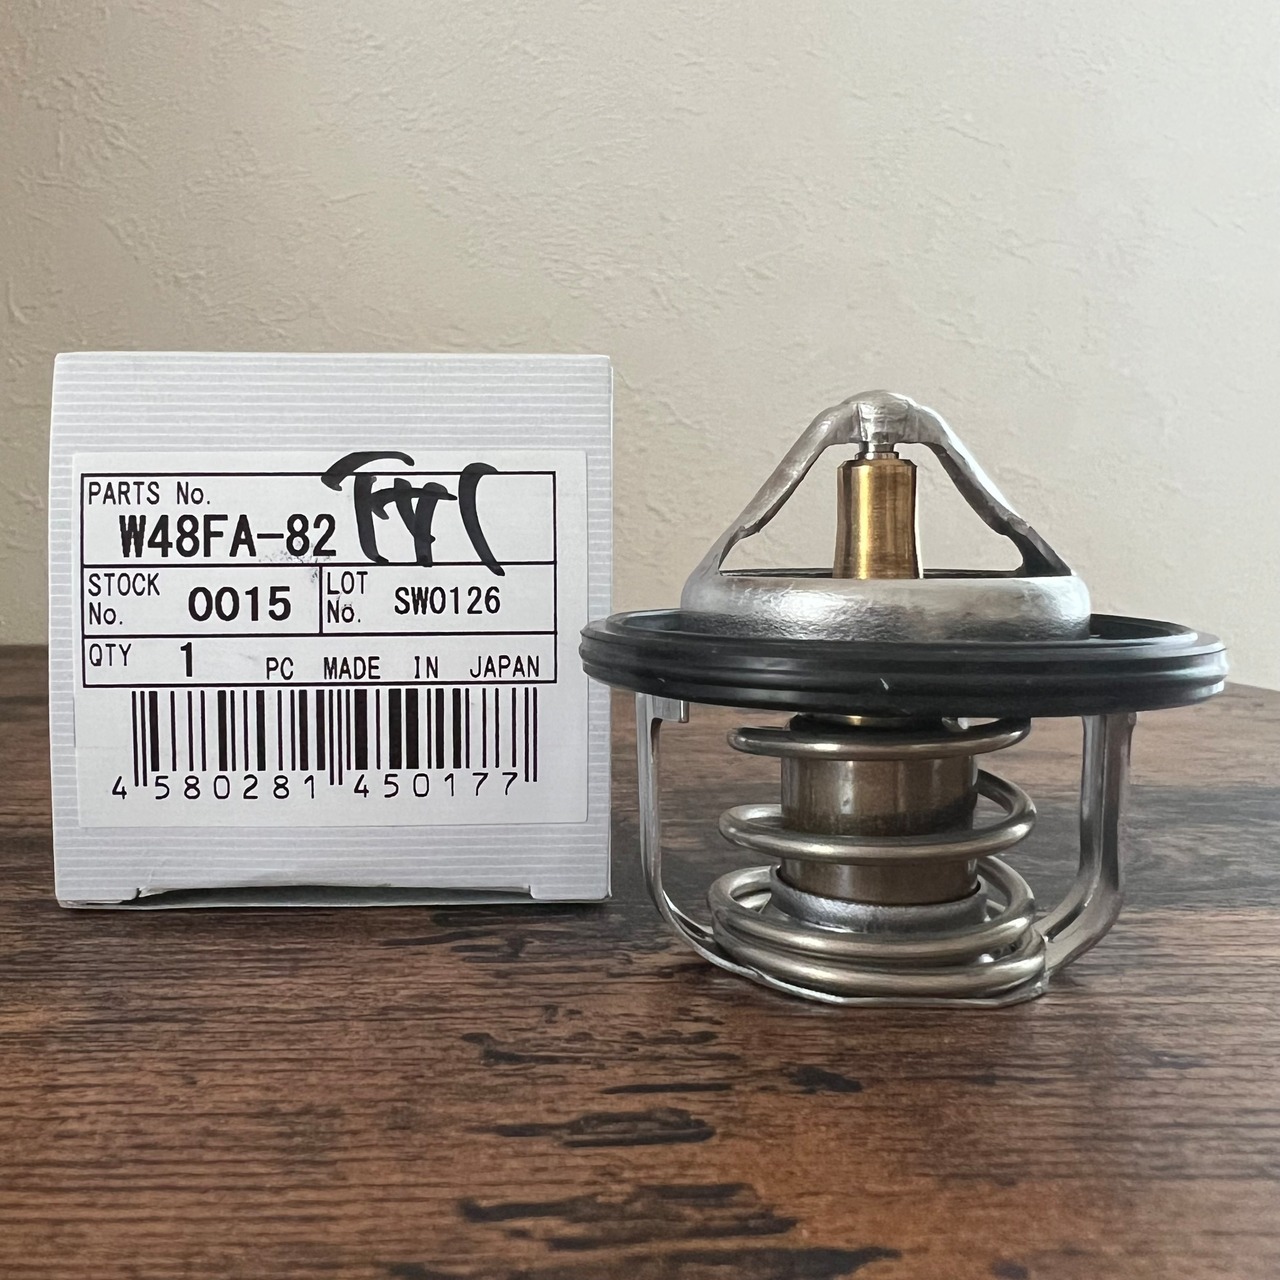 PARTS No.
W48FA-82
STOCK No. 0015
LOT No. SW0126
QTY 1 PC MADE IN JAPAN
4 580281 450177